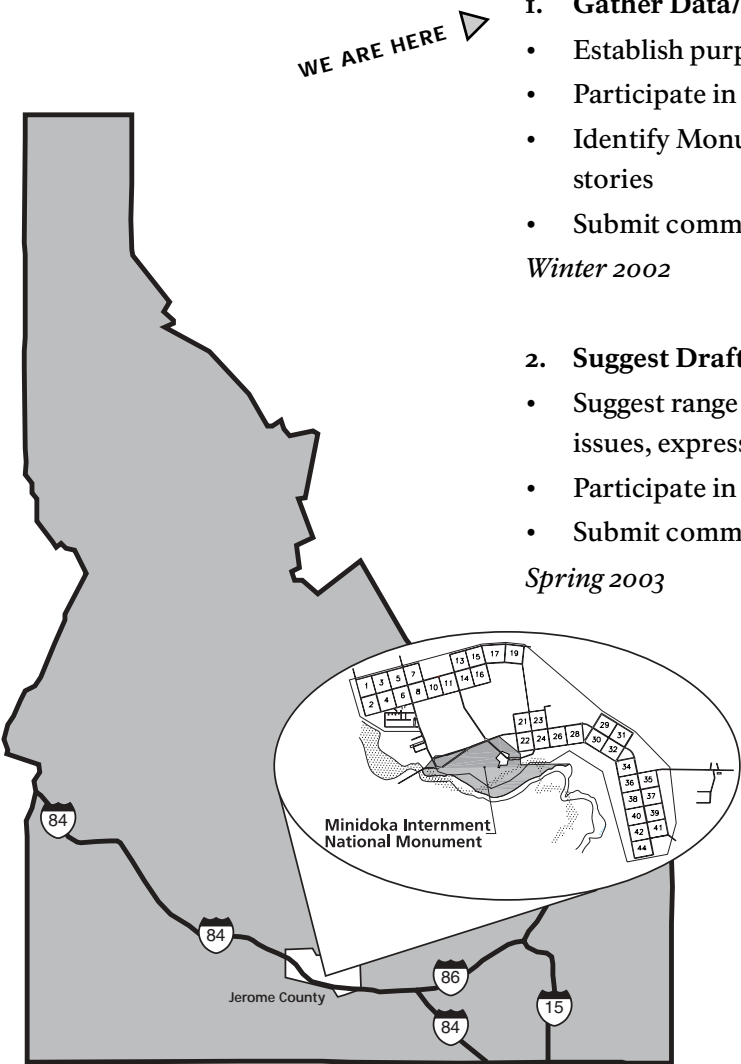 WE ARE HERE
1. Gather Data/
• Establish purp
• Participate in
• Identify Monu
stories
• Submit comm
Winter 2002
2. Suggest Draft
• Suggest range
issues, express
• Participate in
• Submit comm
Spring 2003
1 3 5 7 13 15 17 19
2 4 6 8 10 11 14 16
21 23
22 24 26 28
29 31
30 32
34
36 35
38 37
40 39
42 41
44
Minidoka Internment
National Monument
84
84
Jerome County
86
84
15